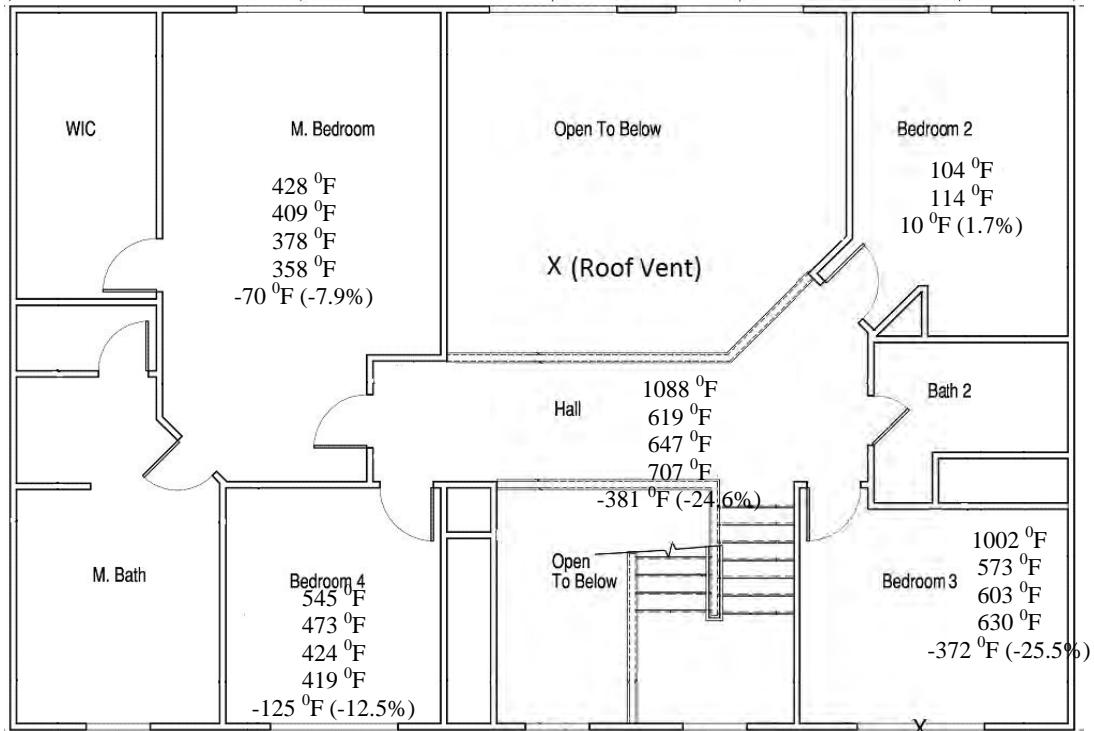 WIC
M. Bedroom
428 ⁰F
409 ⁰F
378 ⁰F
358 ⁰F
-70 ⁰F (-7.9%)
Open To Below
X (Roof Vent)
Bedroom 2
104 ⁰F
114 ⁰F
10 ⁰F (1.7%)
Hall
1088 ⁰F
619 ⁰F
647 ⁰F
707 ⁰F
-381 ⁰F (-24.6%)
Bath 2
M. Bath
Bedroom 4
545 ⁰F
473 ⁰F
424 ⁰F
419 ⁰F
-125 ⁰F (-12.5%)
Open
To Below
Bedroom 3
1002 ⁰F
573 ⁰F
603 ⁰F
630 ⁰F
-372 ⁰F (-25.5%)
X